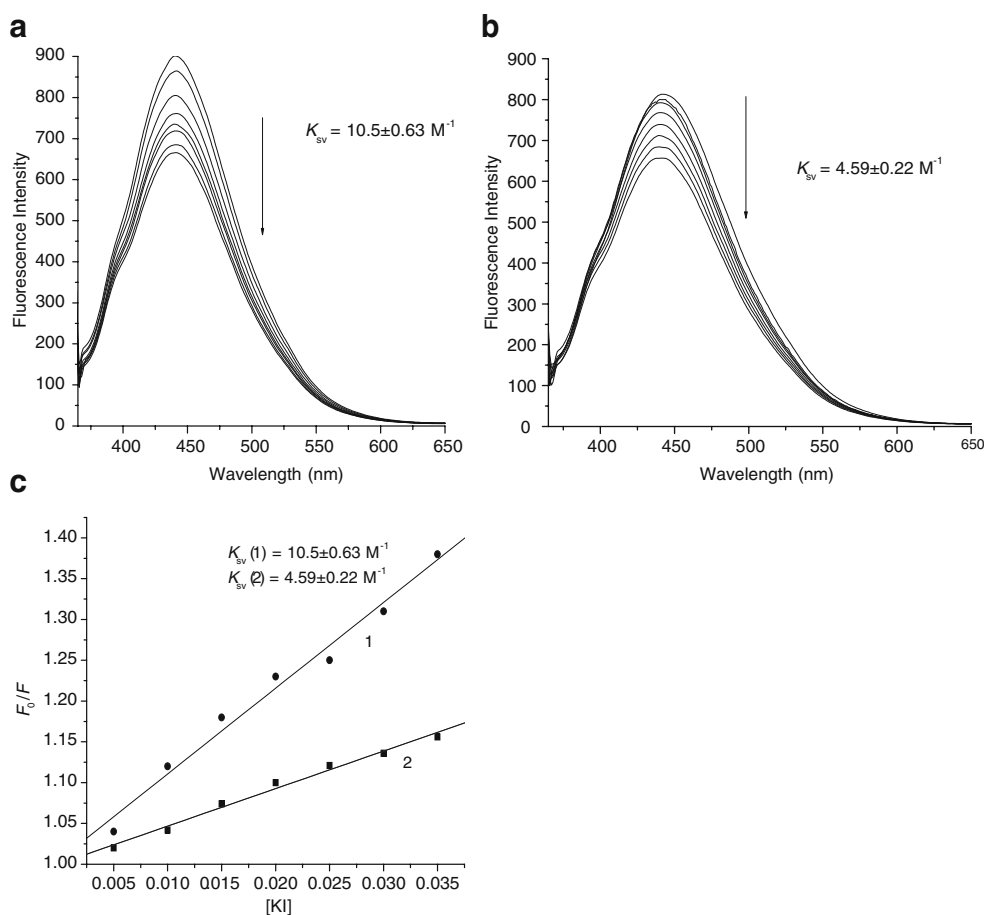 a
900
800
700
600
500
400
300
200
100
0
Fluorescence Intensity
K_sv = 10.5±0.63 M^-1
400 450 500 550 600 650
Wavelength (nm)
b
900
800
700
600
500
400
300
200
100
0
Fluorescence Intensity
K_sv = 4.59±0.22 M^-1
400 450 500 550 600 650
Wavelength (nm)
c
1.40
1.35
1.30
1.25
1.20
1.15
1.10
1.05
1.00
F_0/F
K_sv (1) = 10.5±0.63 M^-1
K_sv (2) = 4.59±0.22 M^-1
1
2
0.005 0.010 0.015 0.020 0.025 0.030 0.035
[KI]